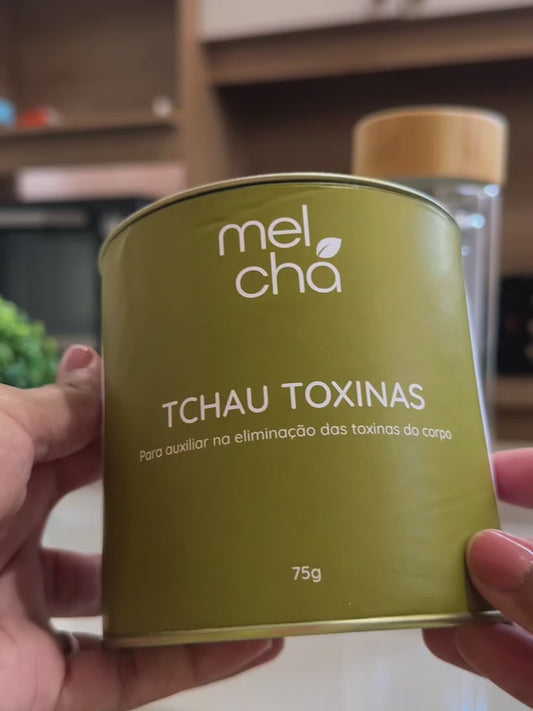 mel
chá
TCHAU TOXINAS
Para auxiliar na eliminação das toxinas do corpo
75g